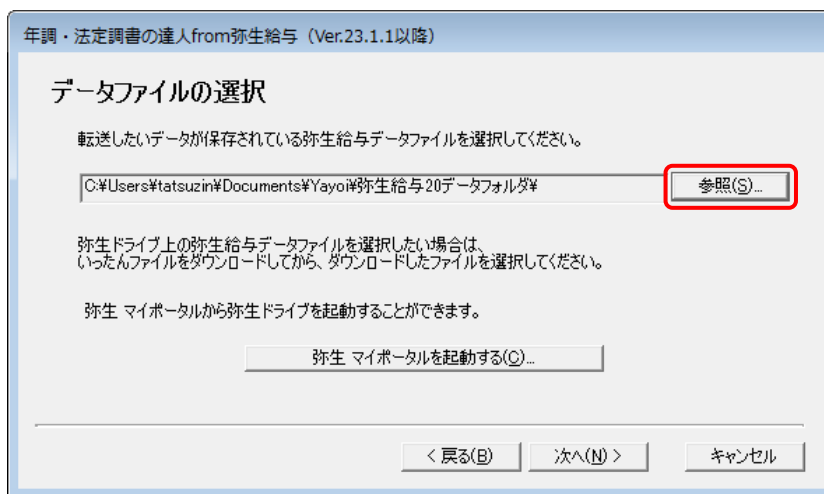 年調・法定調書の達人from弥生給与（Ver.23.1.1以降）
データファイルの選択
転送したいデータが保存されている弥生給与データファイルを選択してください。
C:¥Users¥tatsuzin¥Documents¥Yayoi¥弥生給与20データフォルダ¥
参照(S)...
弥生ドライブ上の弥生給与データファイルを選択したい場合は、
いったんファイルをダウンロードしてから、ダウンロードしたファイルを選択してください。
弥生 マイポータルから弥生ドライブを起動することができます。
弥生 マイポータルを起動する(C)...
< 戻る(B)
次へ(N) >
キャンセル